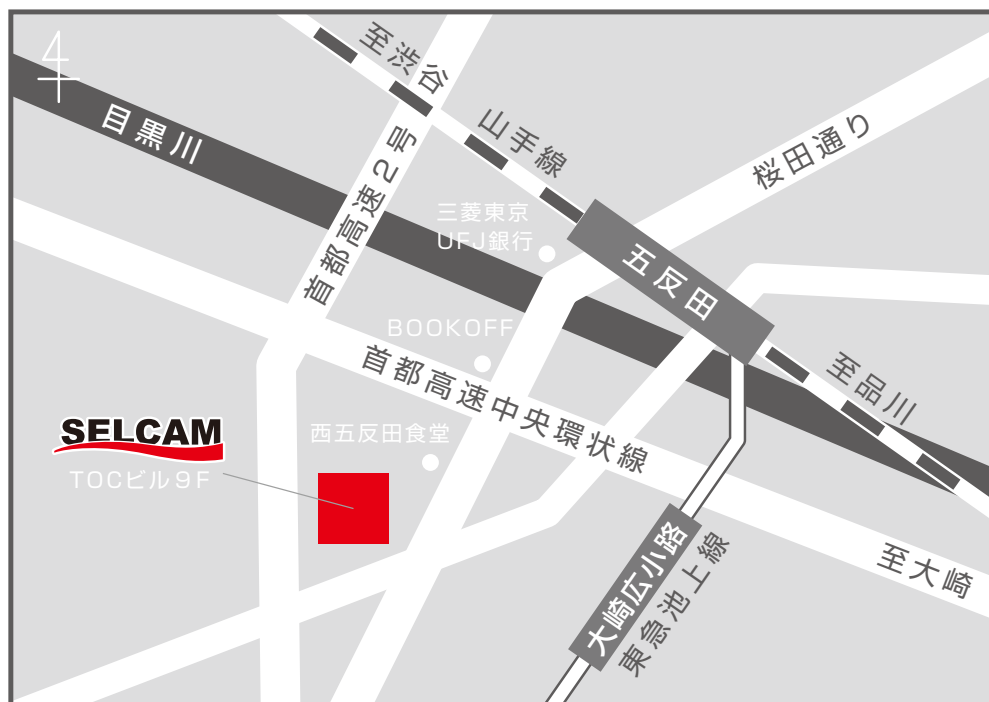 至渋谷
目黒川
山手線
桜田通り
首都高速2号
三菱東京
UFJ銀行
五反田
BOOKOFF
首都高速中央環状線
至品川
SELCAM
TOCビル9F
西五反田食堂
大崎広小路
東急池上線
至大崎